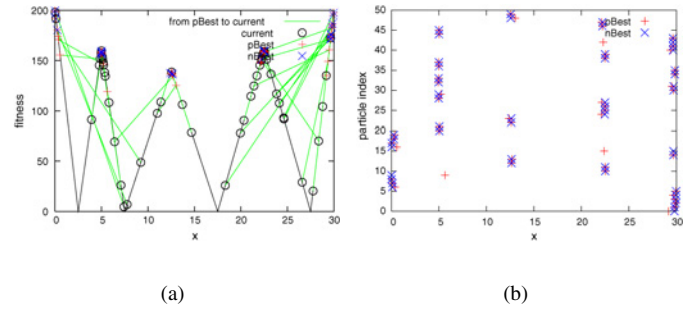 from pBest to current
current
pBest
nBest
200
150
100
50
0
fitness
0 5 10 15 20 25 30
x
(a)
pBest
nBest
50
45
40
35
30
25
20
15
10
5
0
particle index
0 5 10 15 20 25 30
x
(b)